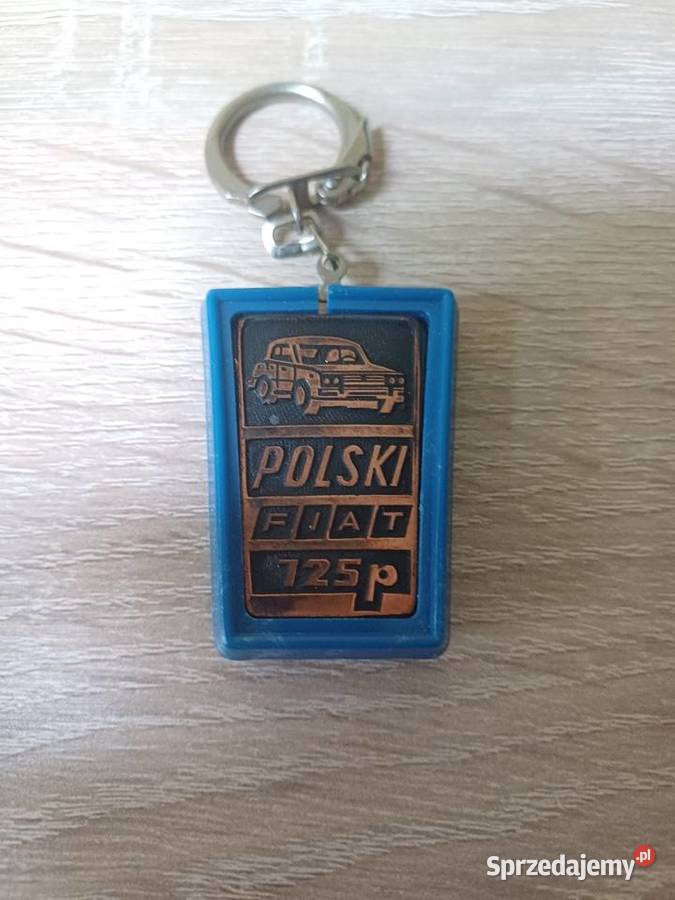 POLSKI
FIAT
125p
Sprzedajemy.pl